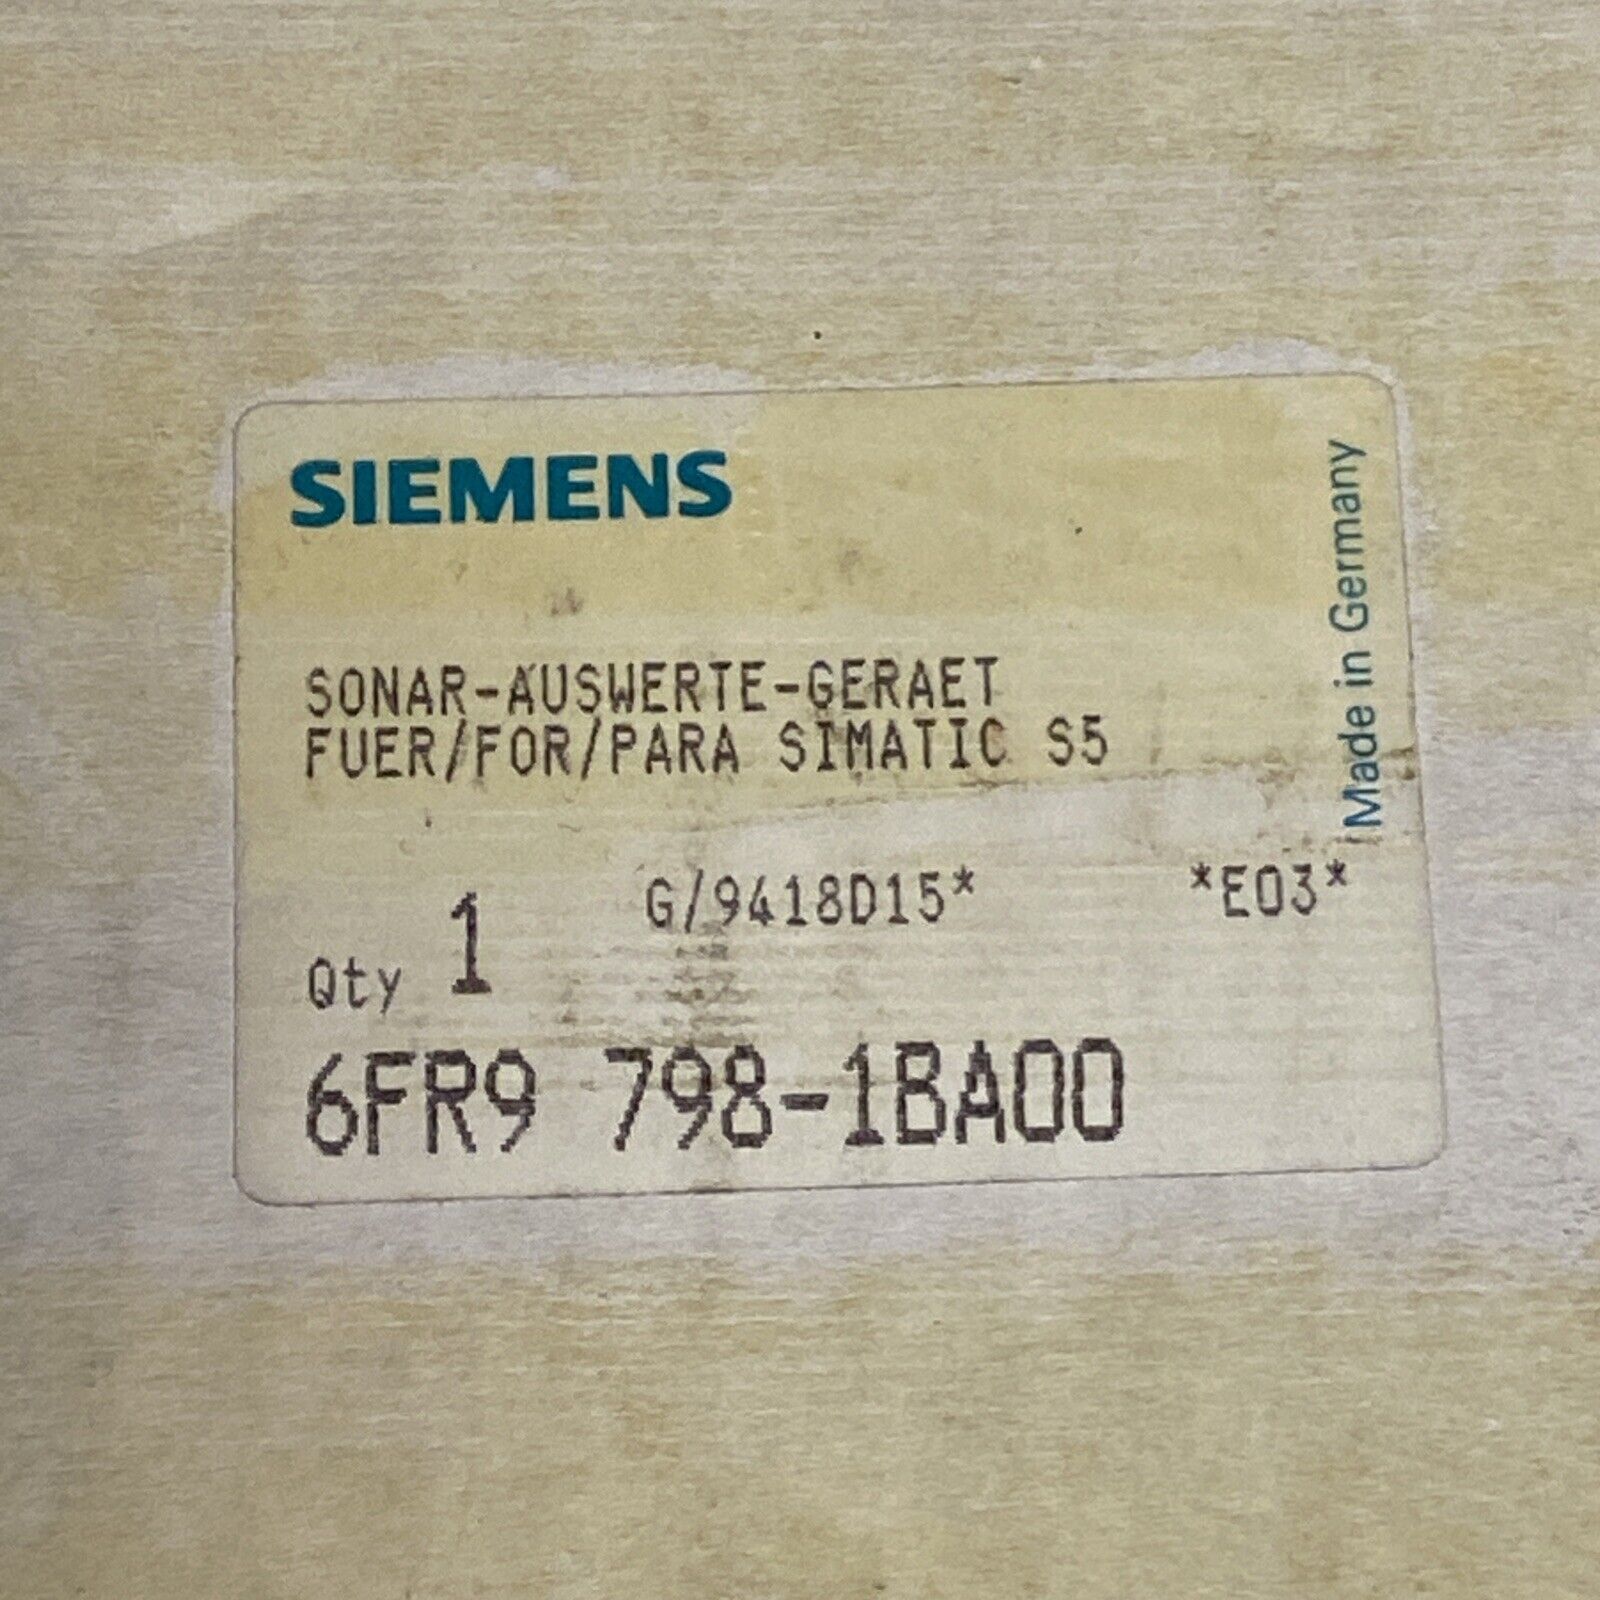 SIEMENS
Made in Germany
SONAR-AUSWERTE-GERAET
FUER/FOR/PARA SIMATIC S5
G/9418D15* *E03*
Qty 1
6FR9 798-1BA00